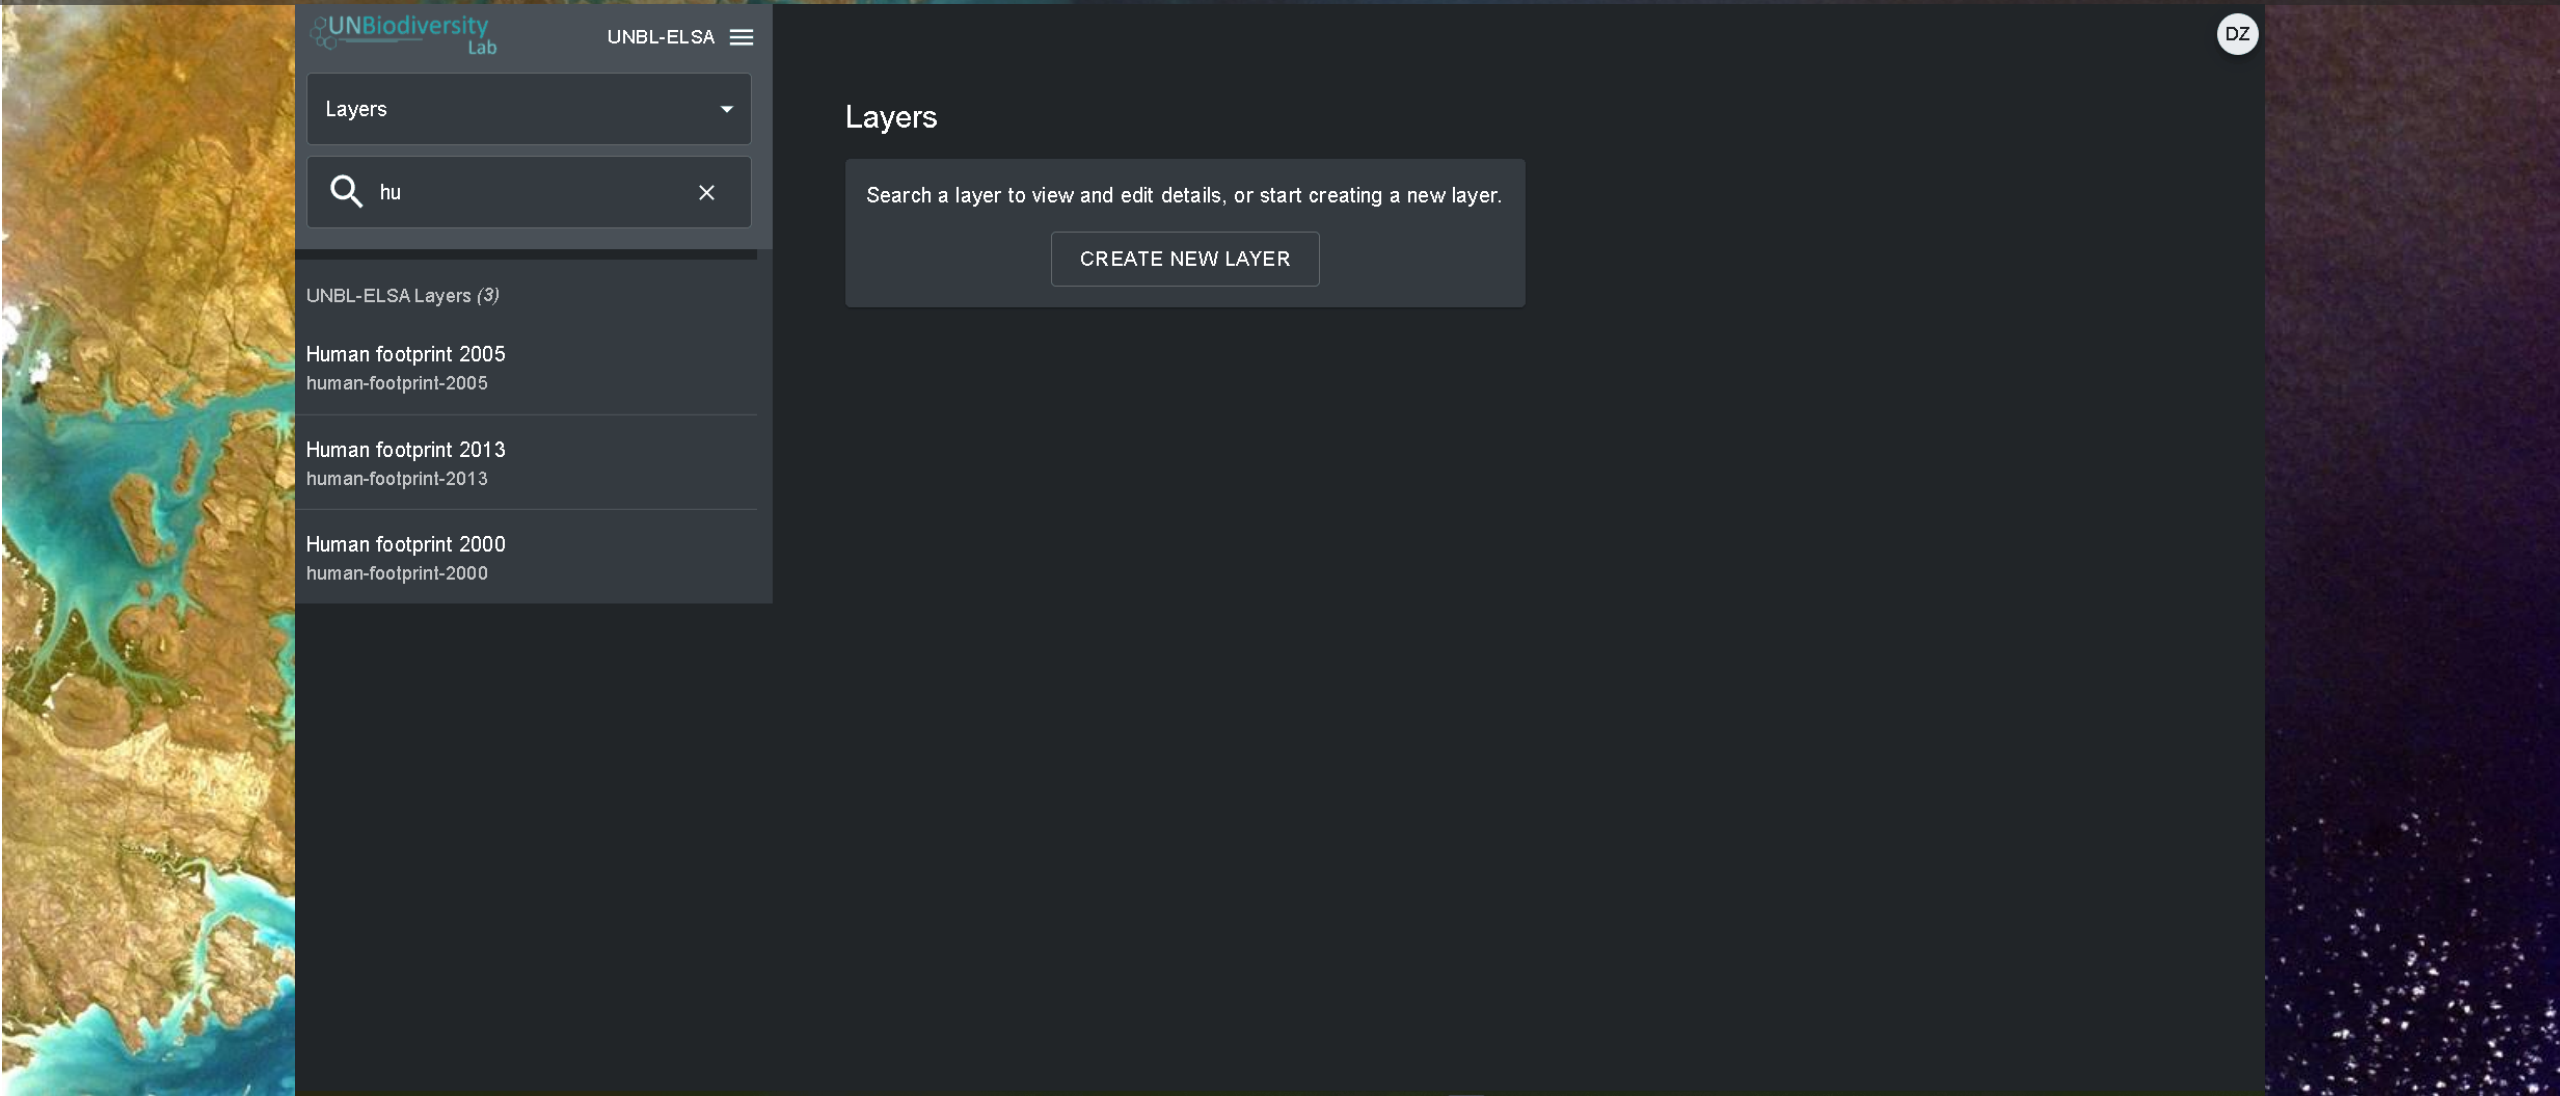 UNBiodiversity
Lab
UNBL-ELSA
Layers
hu
UNBL-ELSA Layers (3)
Human footprint 2005
human-footprint-2005
Human footprint 2013
human-footprint-2013
Human footprint 2000
human-footprint-2000
Layers
Search a layer to view and edit details, or start creating a new layer.
CREATE NEW LAYER
DZ